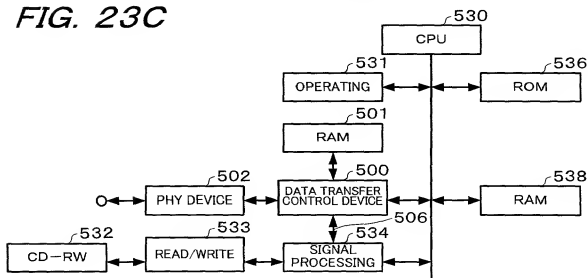 FIG. 23C
530
CPU
531
OPERATING
536
ROM
501
RAM
502
PHY DEVICE
500
DATA TRANSFER
CONTROL DEVICE
538
RAM
506
532
CD-RW
533
READ/WRITE
534
SIGNAL
PROCESSING